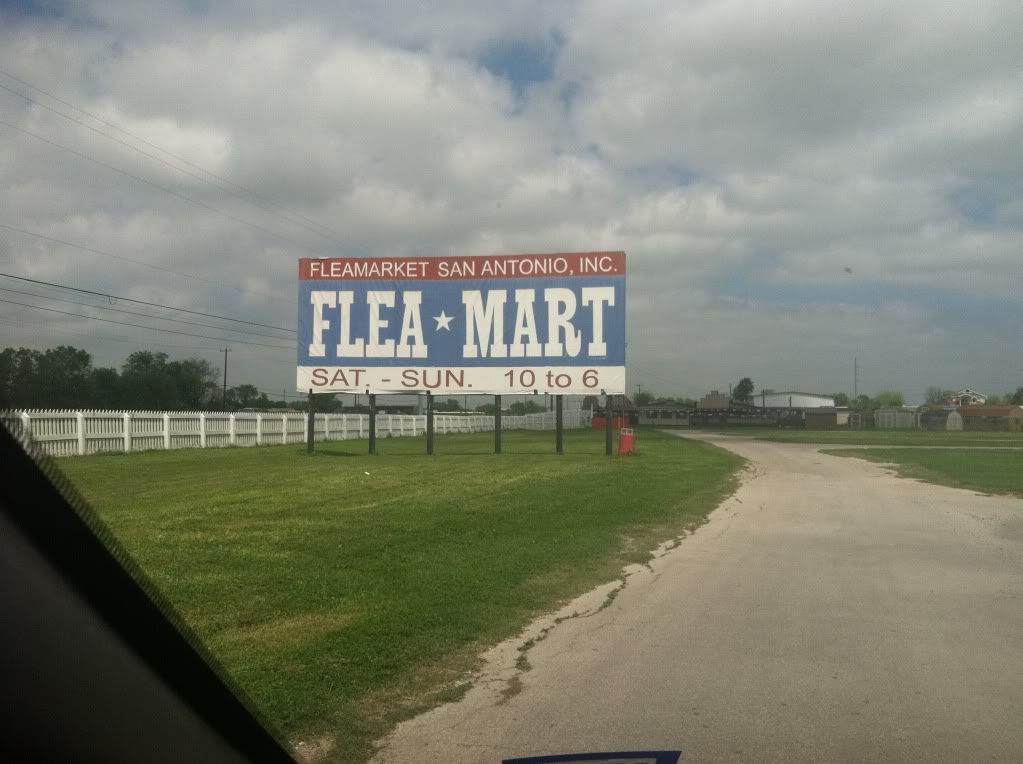 FLEAMARKET SAN ANTONIO, INC.
FLEA ★ MART
SAT. - SUN. 10 to 6